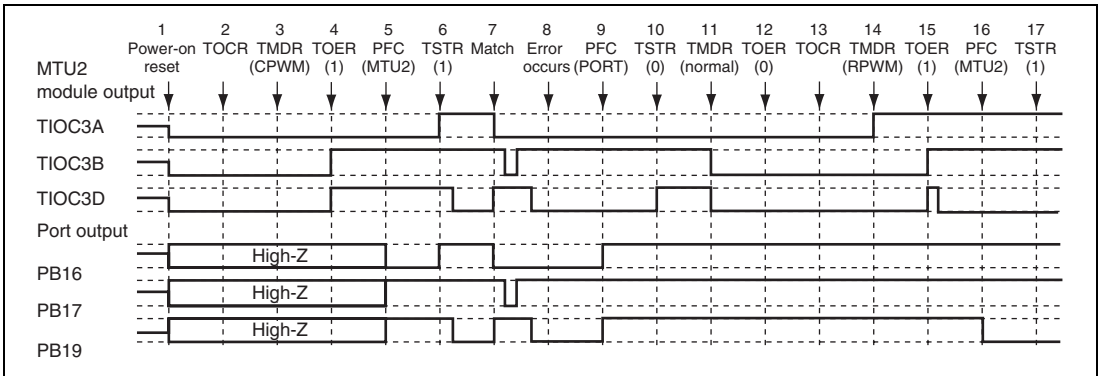 1 2 3 4 5 6 7 8 9 10 11 12 13 14 15 16 17
Power-on TOCR TMDR TOER PFC TSTR Match Error PFC TSTR TMDR TOER TOCR TMDR TOER PFC TSTR
reset (CPWM) (1) (MTU2) (1) occurs (PORT) (0) (normal) (0) (RPWM) (1) (MTU2) (1)
MTU2
module output
TIOC3A
TIOC3B
TIOC3D
Port output
PB16 High-Z
PB17 High-Z
PB19 High-Z